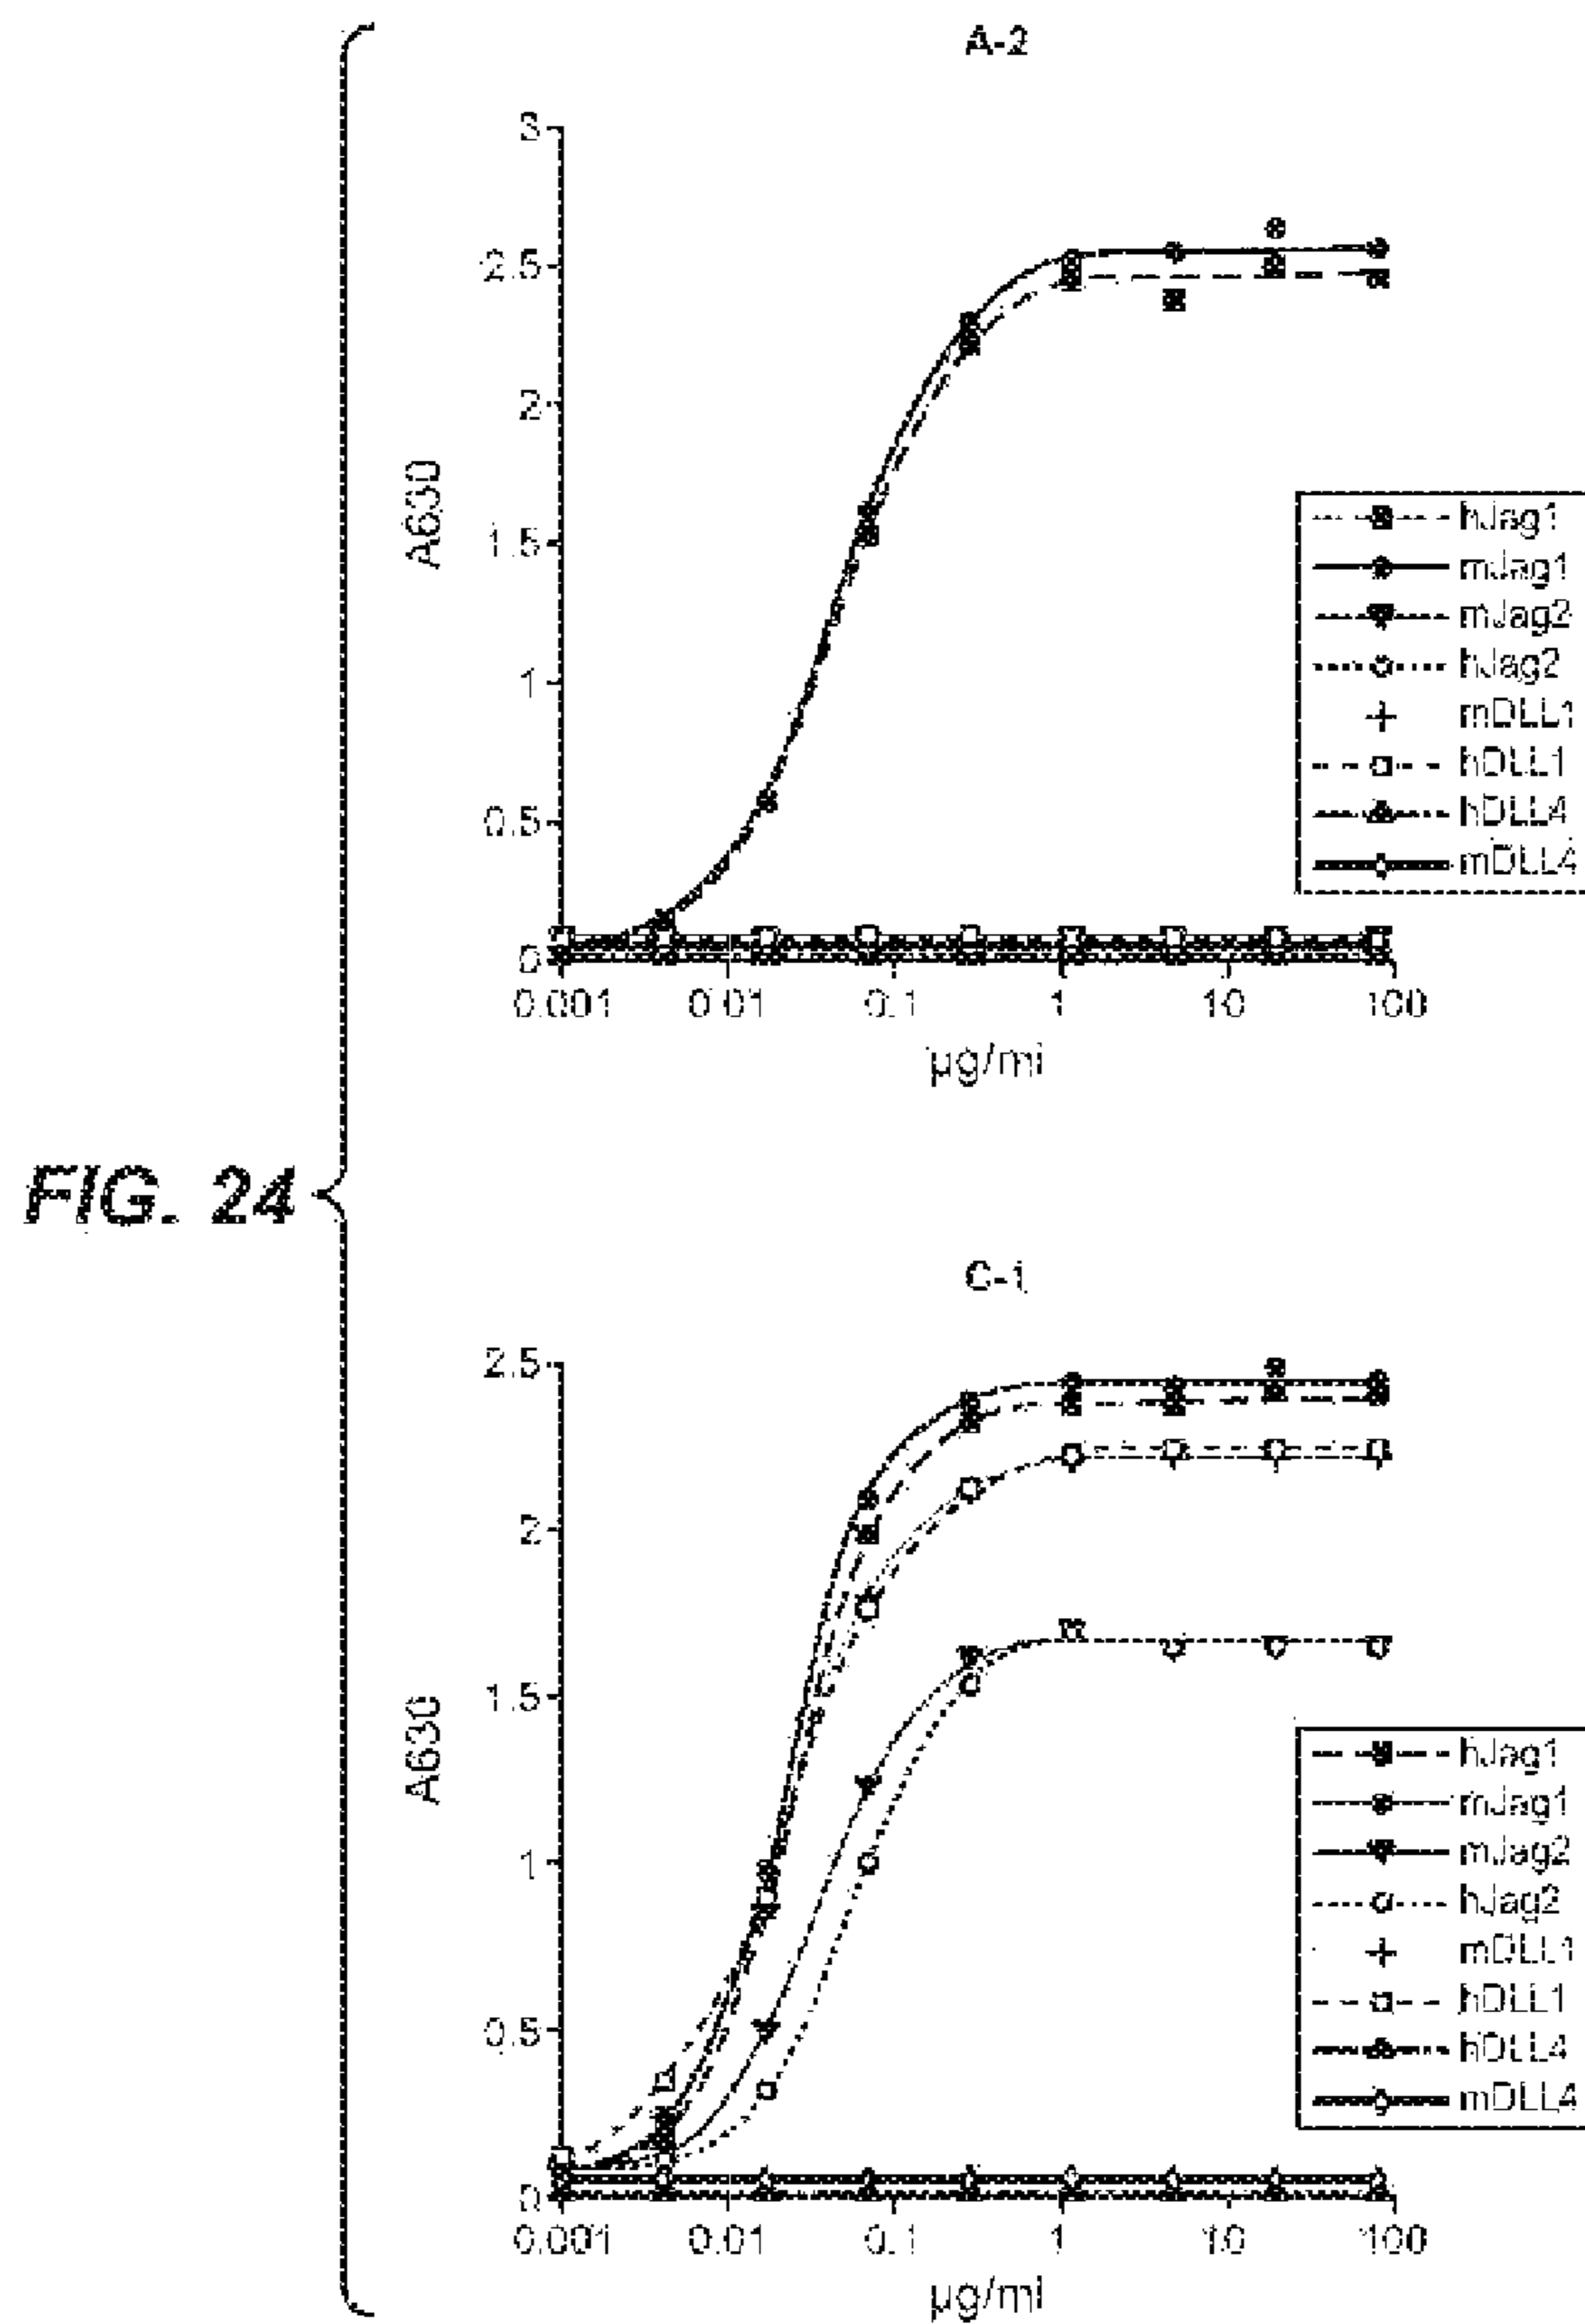 FIG. 24
A-2
A630
3
2.5
2
1.5
1
0.5
0
0.001 0.01 0.1 1 10 100
µg/ml
hJag1
mJag1
mJag2
hJag2
mDLL1
hDLL1
hDLL4
mDLL4
C-1
A630
2.5
2
1.5
1
0.5
0
0.001 0.01 0.1 1 10 100
µg/ml
hJag1
mJag1
mJag2
hJag2
mDLL1
hDLL1
hDLL4
mDLL4